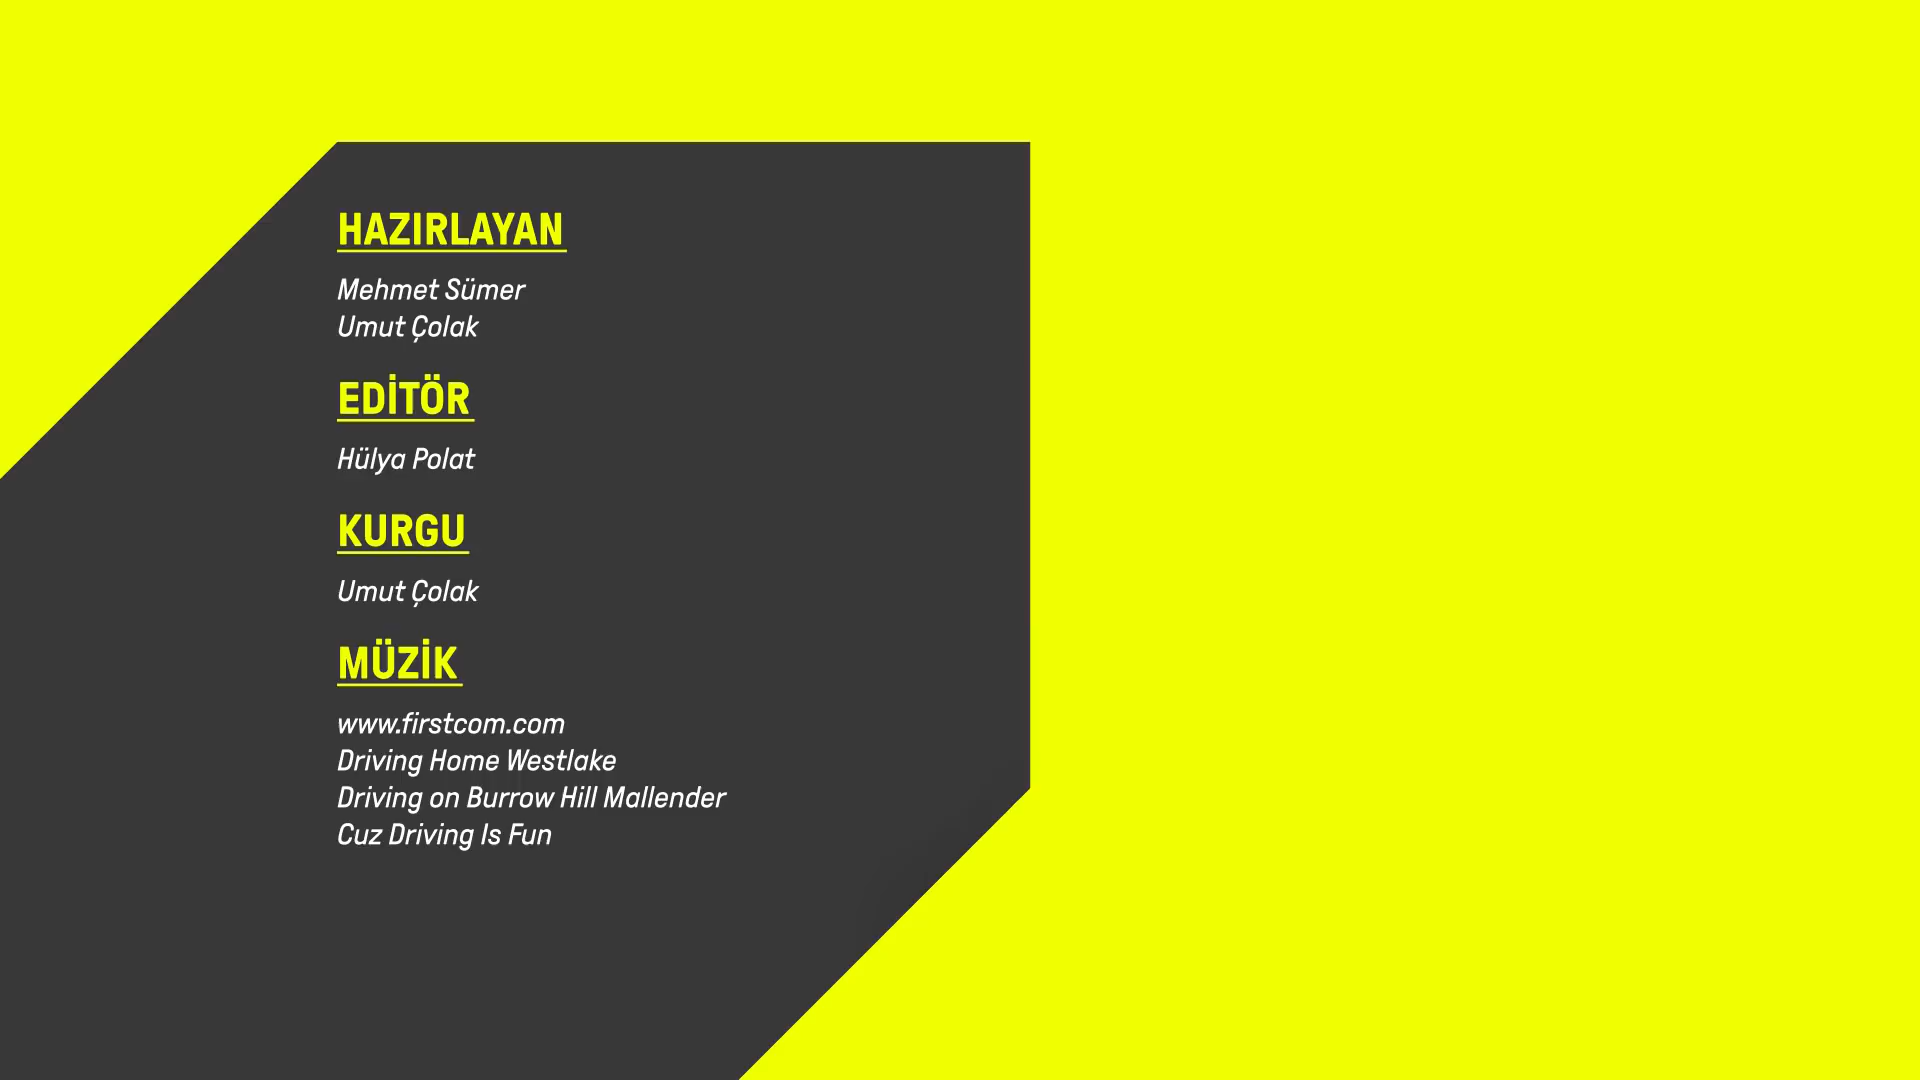 HAZIRLAYAN
Mehmet Sümer
Umut Çolak
EDİTÖR
Hülya Polat
KURGU
Umut Çolak
MÜZİK
www.firstcom.com
Driving Home Westlake
Driving on Burrow Hill Mallender
Cuz Driving Is Fun